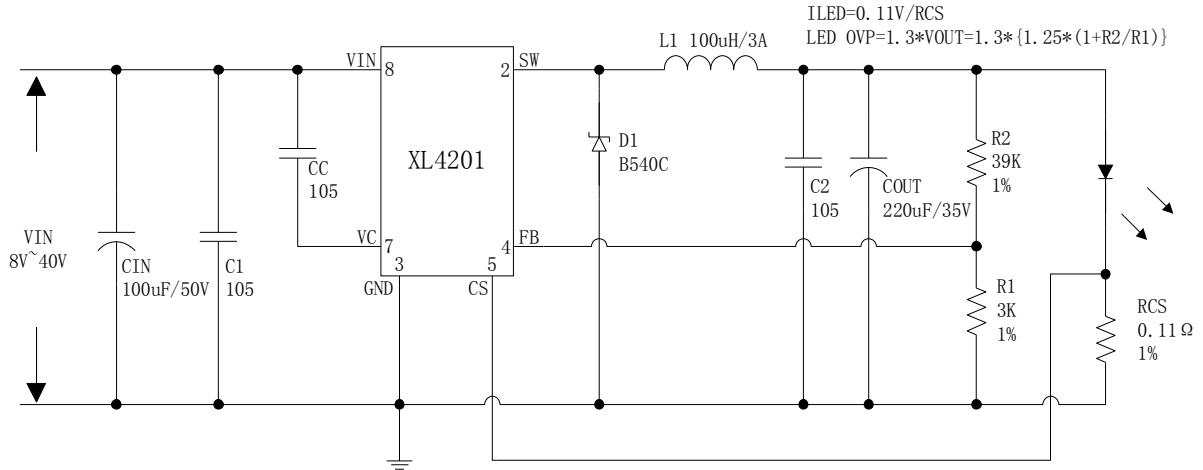 ILED=0.11V/RCS
LED OVP=1.3*VOUT=1.3*{1.25*(1+R2/R1)}
L1 100uH/3A
VIN
8
2
SW
XL4201
D1
B540C
CC
105
R2
39K
1%
C2
105
COUT
220uF/35V
VC
7
4
FB
VIN
8V~40V
CIN
100uF/50V
C1
105
3
5
GND
CS
R1
3K
1%
RCS
0.11Ω
1%